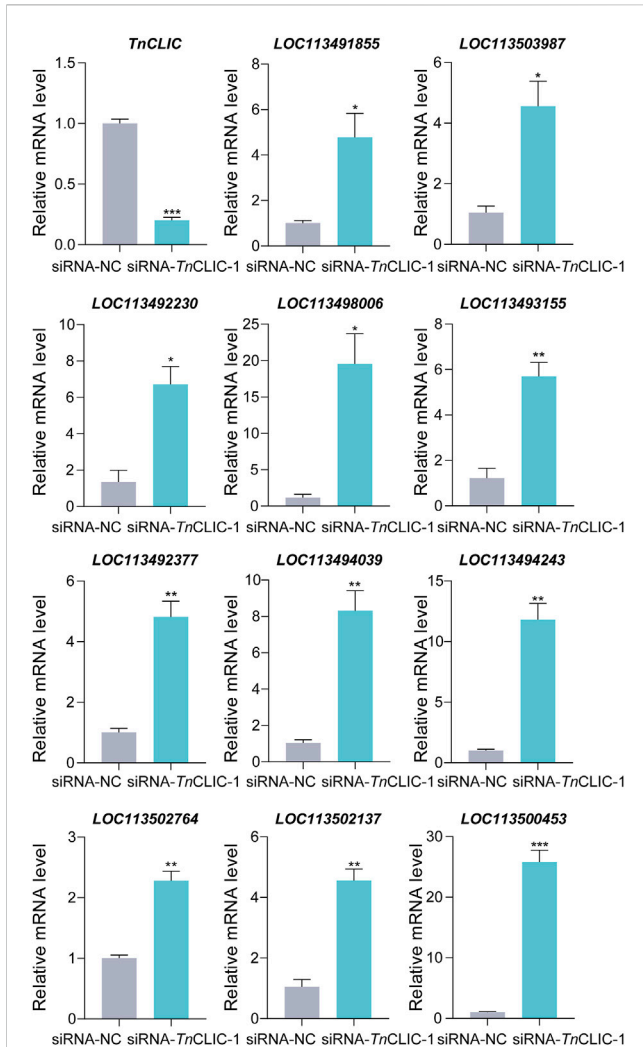 TnCLIC
LOC113491855
LOC113503987
Relative mRNA level
1.5
1.0
0.5
0.0
***
siRNA-NC siRNA-TnCLIC-1
Relative mRNA level
8
6
4
2
0
*
siRNA-NC siRNA-TnCLIC-1
Relative mRNA level
6
4
2
0
*
siRNA-NC siRNA-TnCLIC-1
LOC113492230
LOC113498006
LOC113493155
Relative mRNA level
10
8
6
4
2
0
*
siRNA-NC siRNA-TnCLIC-1
Relative mRNA level
25
20
15
10
5
0
*
siRNA-NC siRNA-TnCLIC-1
Relative mRNA level
8
6
4
2
0
**
siRNA-NC siRNA-TnCLIC-1
LOC113492377
LOC113494039
LOC113494243
Relative mRNA level
6
4
2
0
**
siRNA-NC siRNA-TnCLIC-1
Relative mRNA level
10
8
6
4
2
0
**
siRNA-NC siRNA-TnCLIC-1
Relative mRNA level
15
10
5
0
**
siRNA-NC siRNA-TnCLIC-1
LOC113502764
LOC113502137
LOC113500453
Relative mRNA level
3
2
1
0
**
siRNA-NC siRNA-TnCLIC-1
Relative mRNA level
6
4
2
0
**
siRNA-NC siRNA-TnCLIC-1
Relative mRNA level
30
20
10
0
***
siRNA-NC siRNA-TnCLIC-1